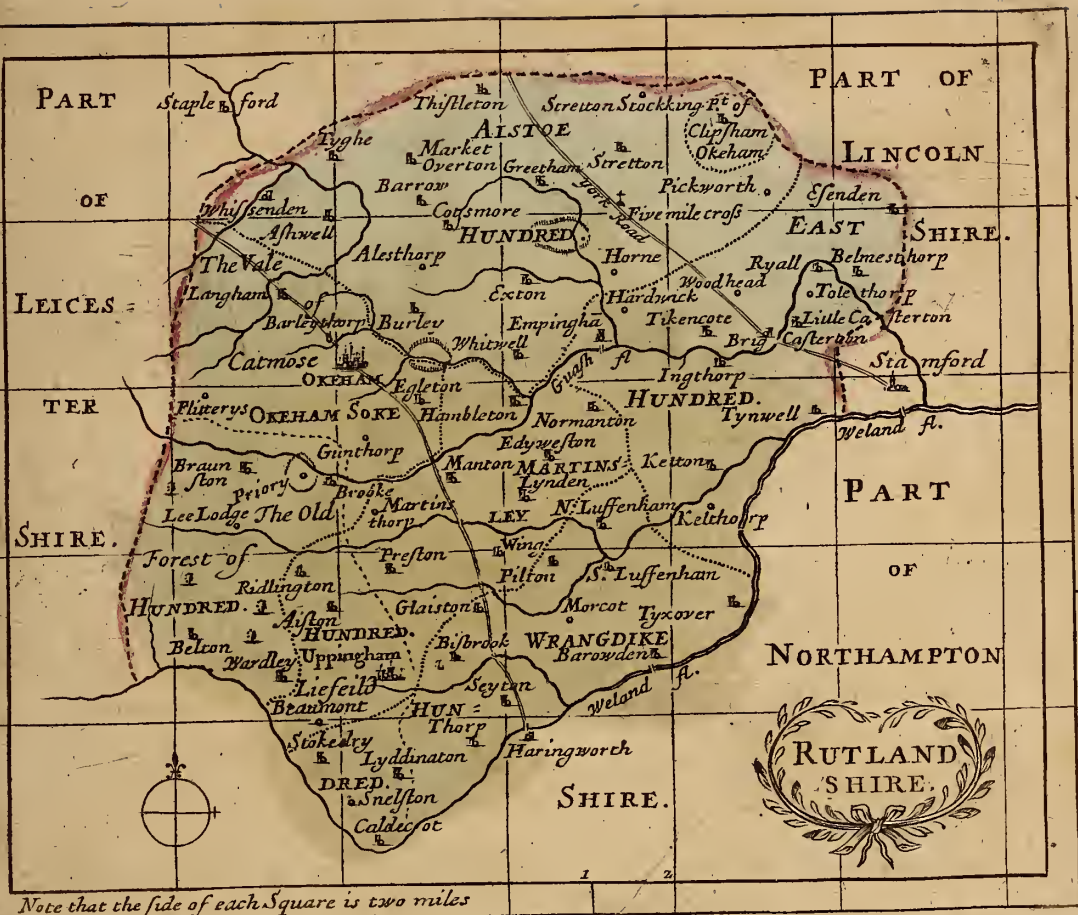 PART
OF
LEICES =
TER
SHIRE.
Staple ford
Thistleton
Stretton Stockking
Pt of
Clipsham
Okeham
PART OF
LINCOLN
SHIRE.
ALSTOE
HUNDRED
Tyghe
Market
Overton
Greetham
Stretton
Pickworth
Esenden
Barrow
Cotsmore
York Road
Five mile cross
EAST
HUNDRED.
Whissenden
Ashwell
Alesthorp
Horne
Ryall
Belmesthorp
The Vale
of
Catmose
Langham
Exton
Hardwick
Woodhead
Tolethorp
Barleythorp
Burley
Empinghā
Tikencote
Little Casterton
Whitwell
Brig Casterton
OKEHAM
Guash fl
Ingthorp
Stamford
Egleton
Flitterys
OKEHAM SOKE
Hambleton
Normanton
Tynwell
Weland fl.
Gunthorp
Edyweston
Braun
ston
Priory
Brooke
Manton
MARTINS=
LEY
HUNDRED.
Lynden
Ketton
PART
OF
NORTHAMPTON
SHIRE.
Lee Lodge
The Old
Forest of
Martins
thorp
N. Luffenham
Kelthorp
Preston
Wing
Ridlington
Pilton
S. Luffenham
HUNDRED.
Aiston
Glaiston
Morcot
Tyxover
Belton
Bisbrook
WRANGDIKE
HUN =
DRED.
Barowden
Wardley
Uppingham
Liefeild
Seyton
Weland fl.
Beaumont
Thorp
Stokedry
Haringworth
Lyddinaton
Snelston
Caldecot
RUTLAND
SHIRE.
1 2
Note that the side of each Square is two miles